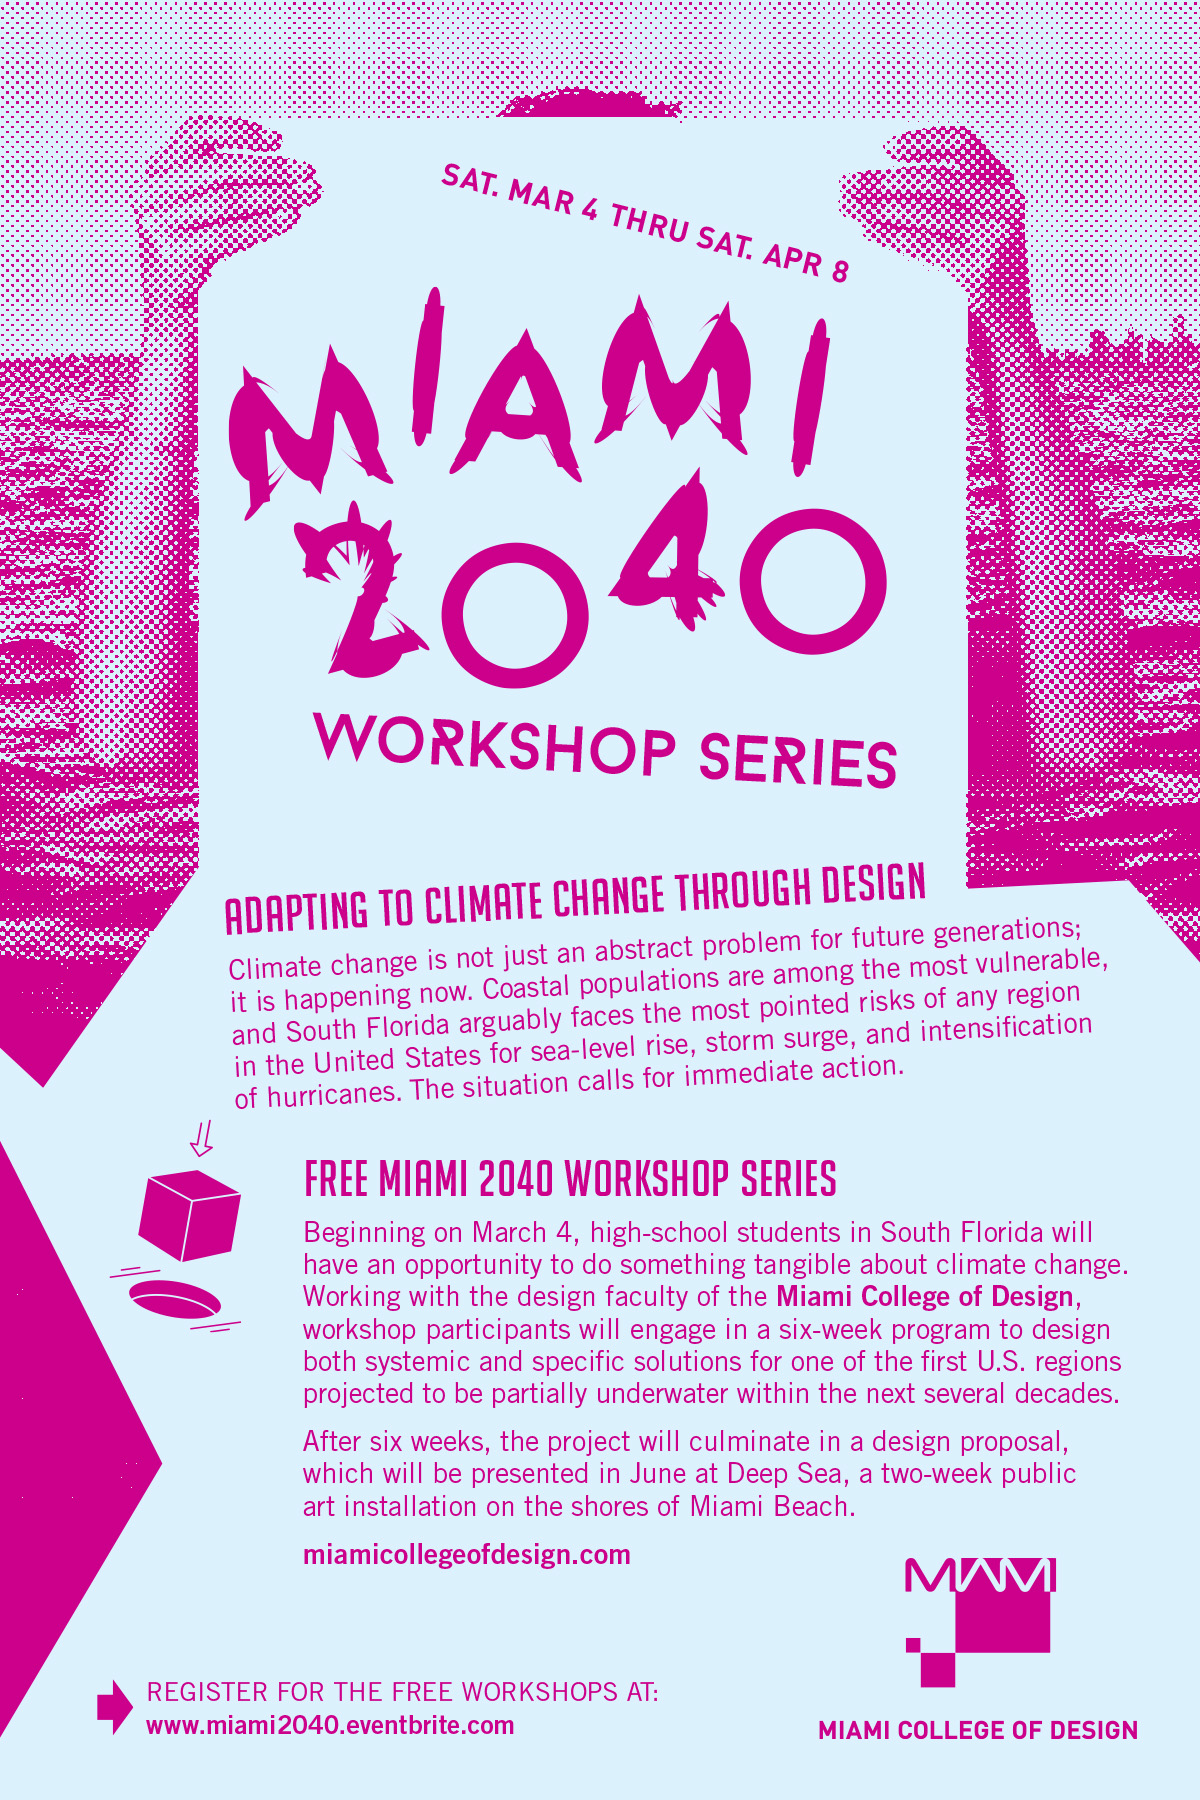 SAT. MAR 4 THRU SAT. APR 8
MIAMI
2040
WORKSHOP SERIES
ADAPTING TO CLIMATE CHANGE THROUGH DESIGN
Climate change is not just an abstract problem for future generations;
it is happening now. Coastal populations are among the most vulnerable,
and South Florida arguably faces the most pointed risks of any region
in the United States for sea-level rise, storm surge, and intensification
of hurricanes. The situation calls for immediate action.
FREE MIAMI 2040 WORKSHOP SERIES
Beginning on March 4, high-school students in South Florida will
have an opportunity to do something tangible about climate change.
Working with the design faculty of the Miami College of Design,
workshop participants will engage in a six-week program to design
both systemic and specific solutions for one of the first U.S. regions
projected to be partially underwater within the next several decades.
After six weeks, the project will culminate in a design proposal,
which will be presented in June at Deep Sea, a two-week public
art installation on the shores of Miami Beach.
miamicollegeofdesign.com
REGISTER FOR THE FREE WORKSHOPS AT:
www.miami2040.eventbrite.com
MIAMI
MIAMI COLLEGE OF DESIGN